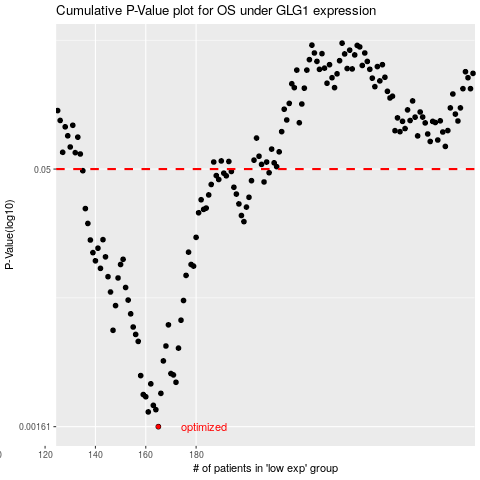 Cumulative P-Value plot for OS under GLG1 expression
P-Value(log10)
0.05
0.00161
optimized
0 120 140 160 180
# of patients in 'low exp' group